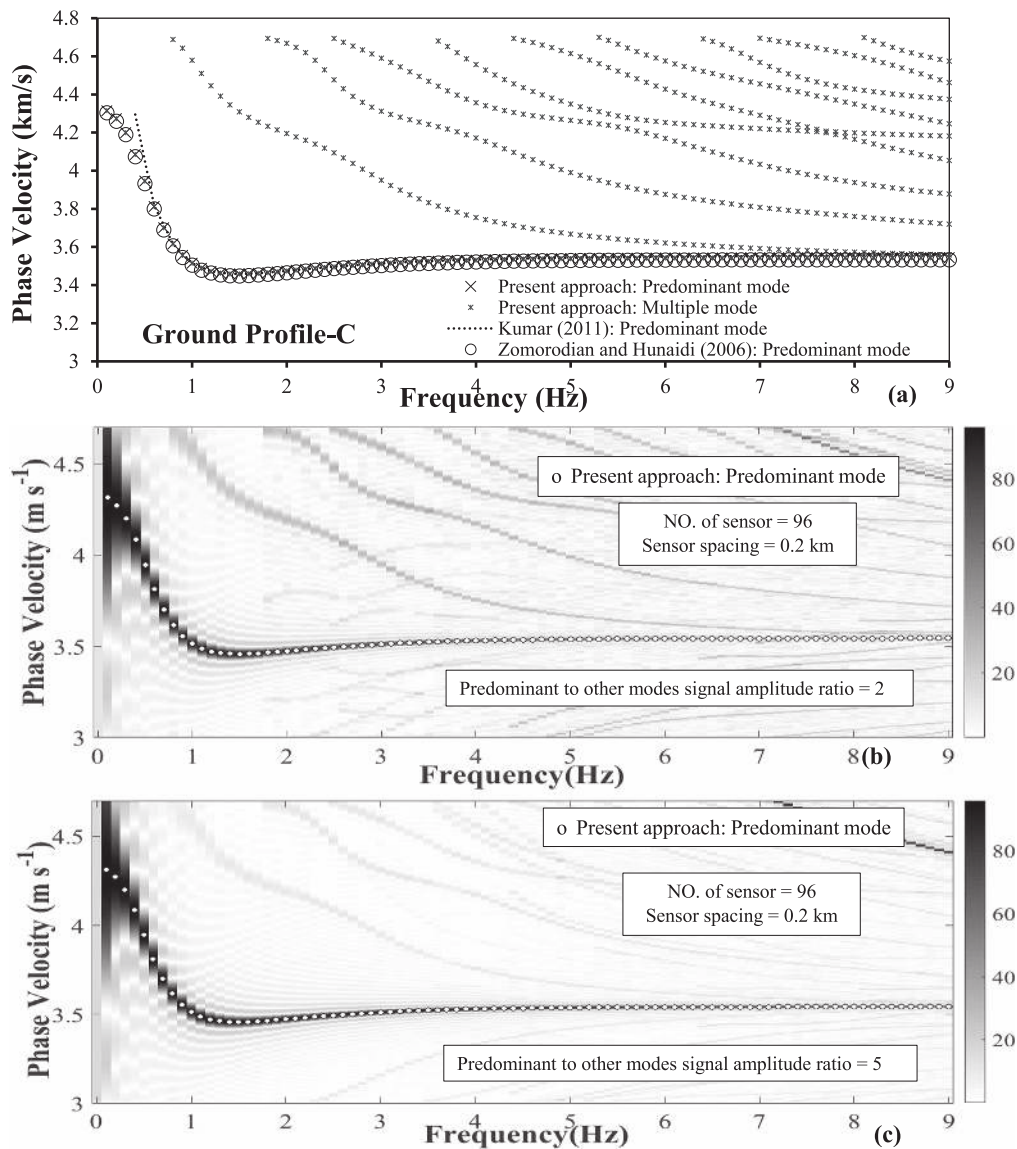 4.8
4.6
4.4
4.2
4
3.8
3.6
3.4
3.2
3
Phase Velocity (km/s)
× Present approach: Predominant mode
Present approach: Multiple mode
Kumar (2011): Predominant mode
Zomorodian and Hunaidi (2006): Predominant mode
Ground Profile-C
0 1 2 3 4 5 6 7 8 9
Frequency (Hz)
(a)
4.5
4
3.5
3
Phase Velocity (m s⁻¹)
o Present approach: Predominant mode
NO. of sensor = 96
Sensor spacing = 0.2 km
Predominant to other modes signal amplitude ratio = 2
80
60
40
20
0 1 2 3 4 5 6 7 8 9
(b)
Frequency(Hz)
4.5
4
3.5
3
Phase Velocity (m s⁻¹)
o Present approach: Predominant mode
NO. of sensor = 96
Sensor spacing = 0.2 km
Predominant to other modes signal amplitude ratio = 5
80
60
40
20
0 1 2 3 4 5 6 7 8 9
Frequency(Hz)
(c)